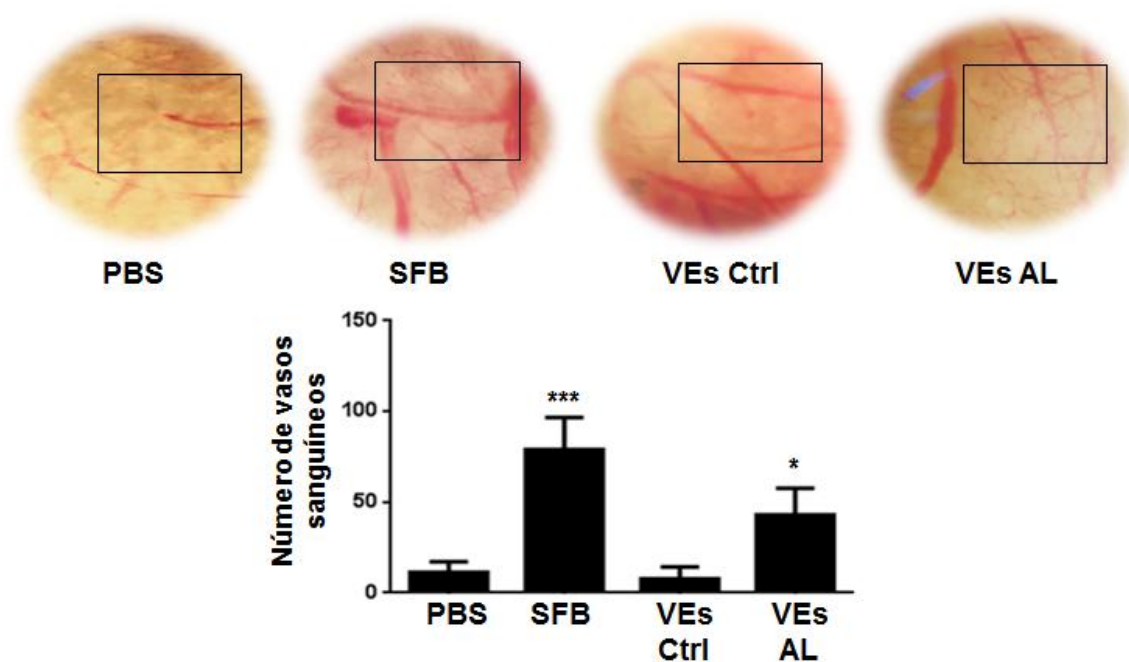 PBS
SFB
VEs Ctrl
VEs AL
Número de vasos
sanguíneos
150
100
50
0
***
*
PBS
SFB
VEs
Ctrl
VEs
AL